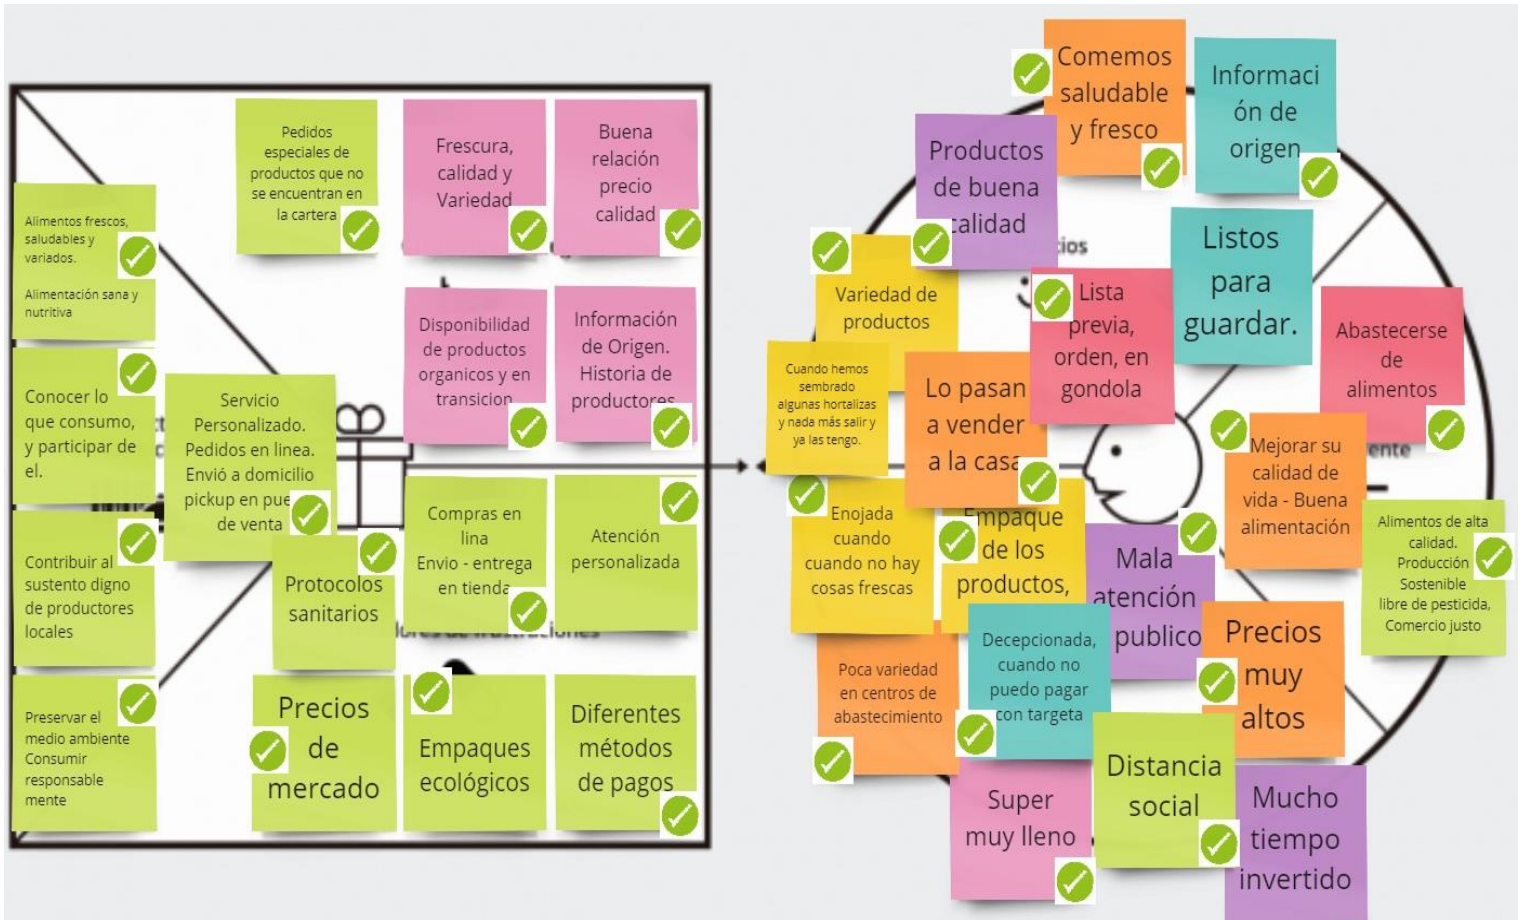 Pedidos
especiales de
productos que no
se encuentran en
la cartera
Frescura,
calidad y
Variedad
Buena
relación
precio
calidad
Alimentos frescos,
saludables y
variados.
Alimentación sana y
nutritiva
Disponibilidad
de productos
organicos y en
transicion
Información
de Origen.
Historia de
productores
Conocer lo
que consumo,
y participar de
el.
Servicio
Personalizado.
Pedidos en linea.
Envió a domicilio
pickup en
de venta
Compras en
lina
Envio - entrega
en tienda
Atención
personalizada
Contribuir al
sustento digno
de productores
locales
Protocolos
sanitarios
Preservar el
medio ambiente
Consumir
responsable
mente
Precios
de
mercado
Empaques
ecológicos
Diferentes
métodos
de pagos
Comemos
saludable
y fresco
Informaci
ón de
origen
Productos
de buena
calidad
Variedad de
productos
Lista
previa,
orden, en
gondola
Listos
para
guardar.
Abastecerse
de
alimentos
Cuando hemos
sembrado
algunas hortalizas
y nada más salir y
ya las tengo.
Lo pasan
a vender
a la casa
Mejorar su
calidad de
vida - Buena
alimentación
Enojada
cuando
cuando no hay
cosas frescas
Empaque
de los
productos,
Mala
atención
publico
Alimentos de alta
calidad.
Producción
Sostenible
libre de pesticida,
Comercio justo
Poca variedad
en centros de
abastecimiento
Decepcionada,
cuando no
puedo pagar
con targeta
Precios
muy
altos
Super
muy lleno
Distancia
social
Mucho
tiempo
invertido